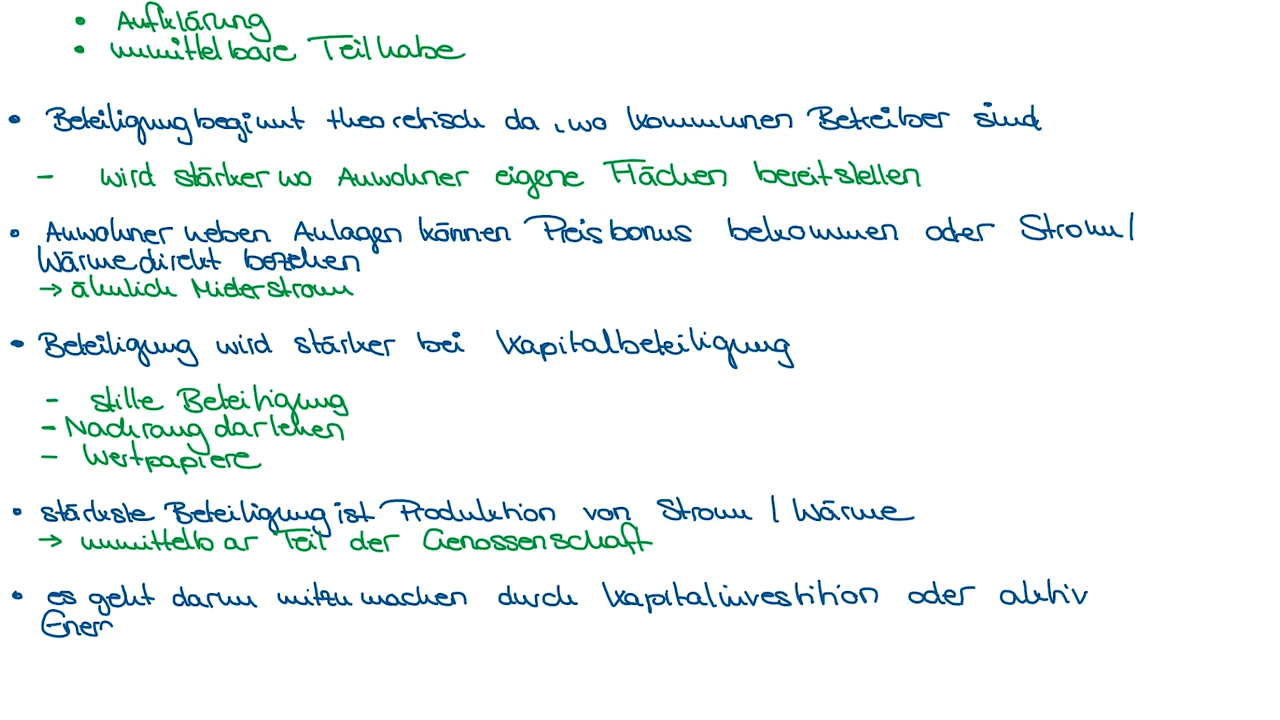 • Aufklärung
• unmittelbare Teilhabe
• Beteiligung beginnt theoretisch da, wo kommunen Betreiber sind
- wird stärker wo Anwohner eigene Flächen bereitstellen
• Anwohner neben Anlagen können Preisbonus bekommen oder Strom/
Wärme direkt beziehen
→ ähnlich Mieterstrom
• Beteiligung wird stärker bei Kapitalbeteiligung
- stille Beteiligung
- Nachrangdarlehen
- Wertpapiere
• stärkste Beteiligung ist Produktion von Strom / Wärme
→ unmittelbar Teil der Genossenschaft
• es geht darum mitzumachen durch Kapitalinvestition oder aktiv
Ener